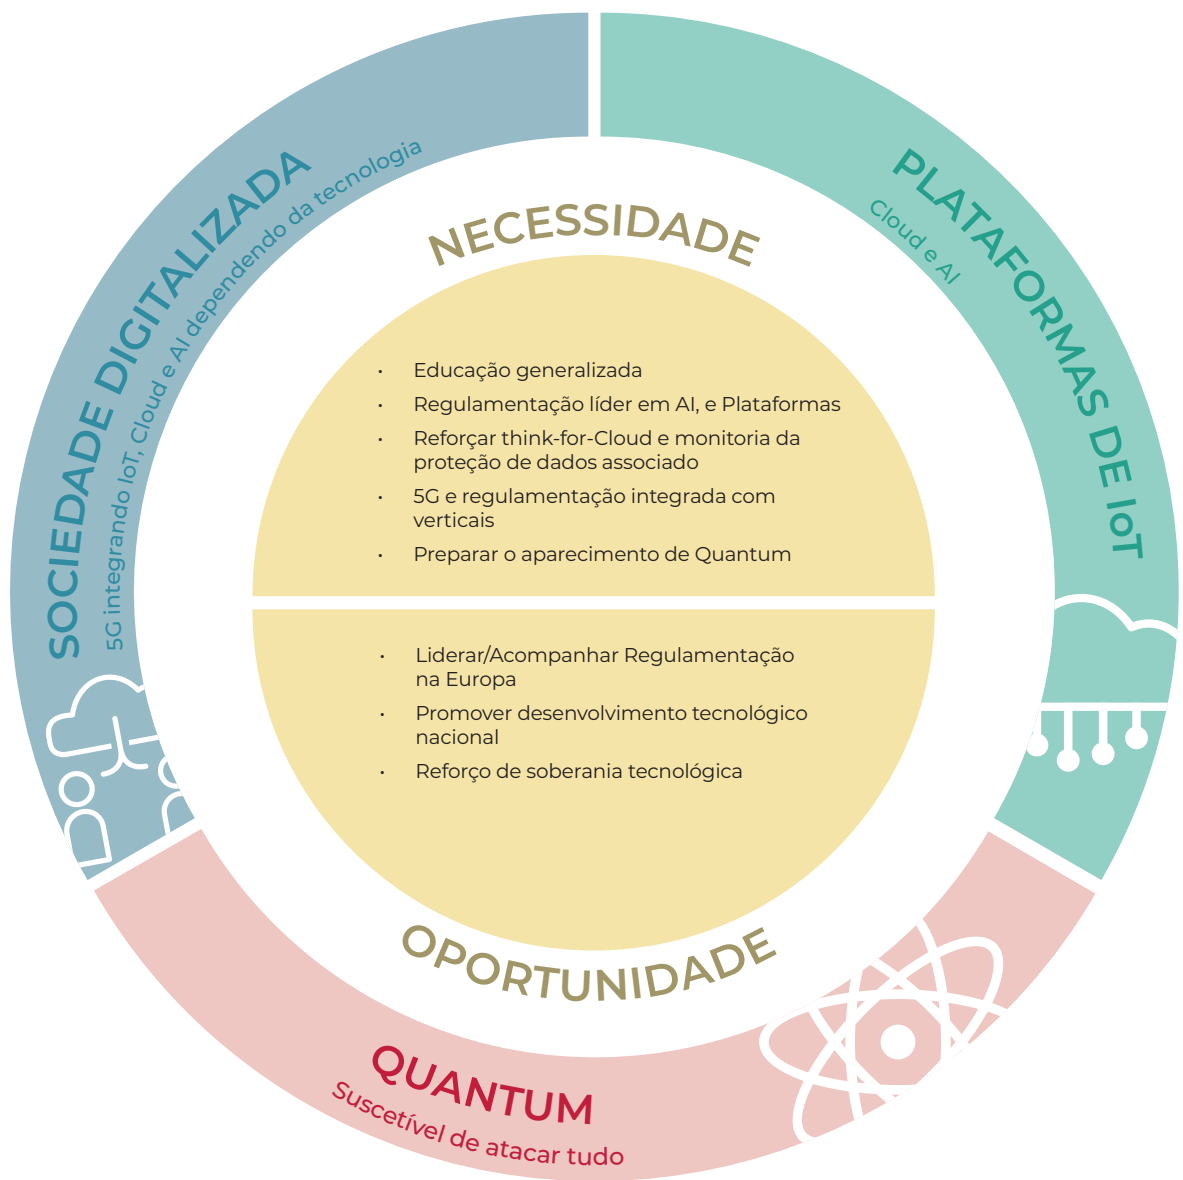 SOCIEDADE DIGITALIZADA
5G integrando IoT, Cloud e AI dependendo da tecnologia
PLATAFORMAS DE IoT
Cloud e AI
NECESSIDADE
• Educação generalizada
• Regulamentação líder em AI, e Plataformas
• Reforçar think-for-Cloud e monitoria da
proteção de dados associado
• 5G e regulamentação integrada com
verticais
• Preparar o aparecimento de Quantum
• Liderar/Acompanhar Regulamentação
na Europa
• Promover desenvolvimento tecnológico
nacional
• Reforço de soberania tecnológica
OPORTUNIDADE
QUANTUM
Suscetível de atacar tudo